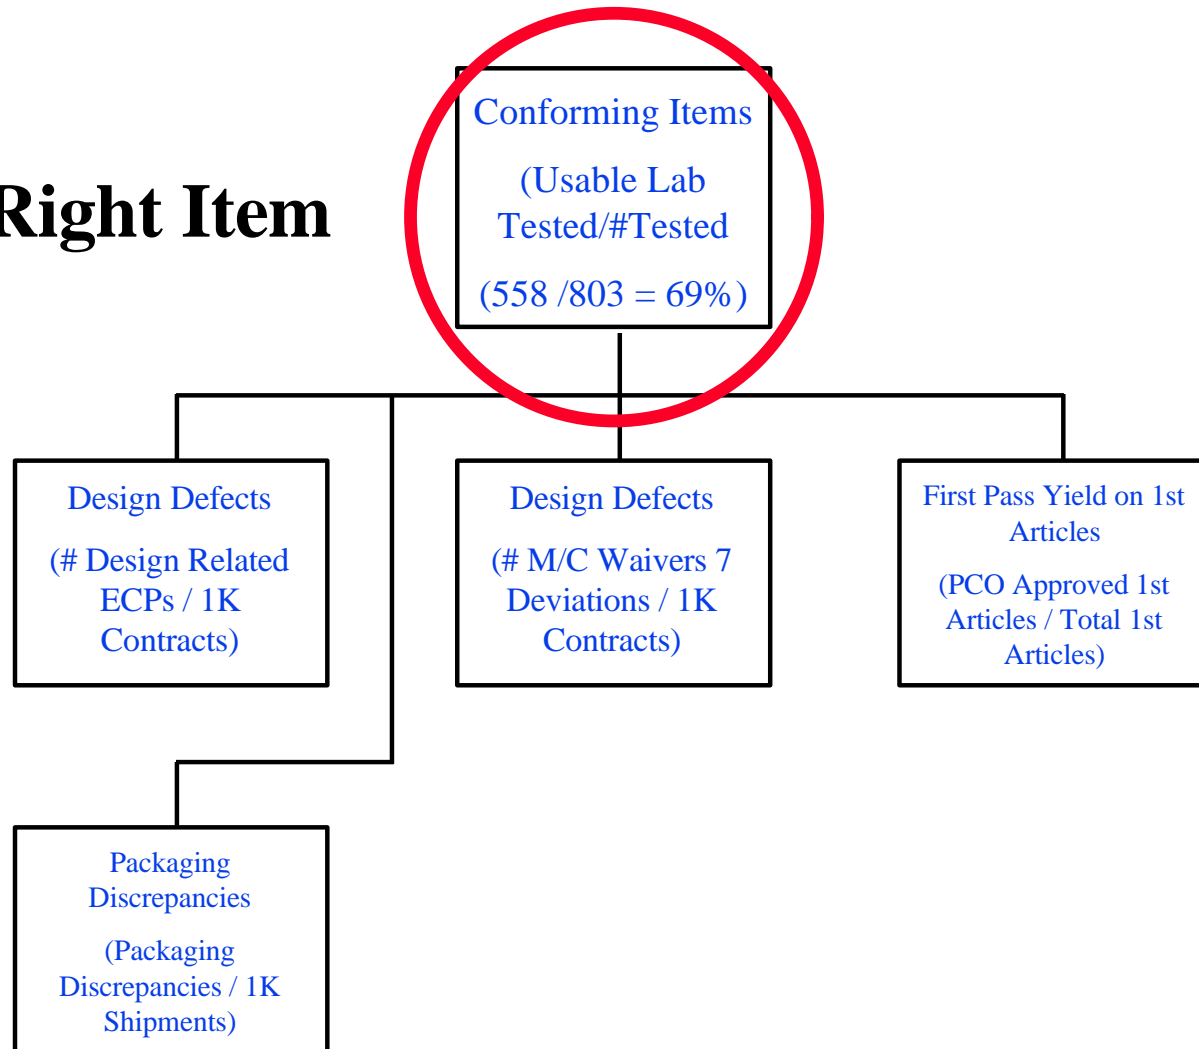 Right Item
Conforming Items
(Usable Lab
Tested/#Tested
(558 /803 = 69%)
Design Defects
(# Design Related
ECPs / 1K
Contracts)
Design Defects
(# M/C Waivers 7
Deviations / 1K
Contracts)
First Pass Yield on 1st
Articles
(PCO Approved 1st
Articles / Total 1st
Articles)
Packaging
Discrepancies
(Packaging
Discrepancies / 1K
Shipments)